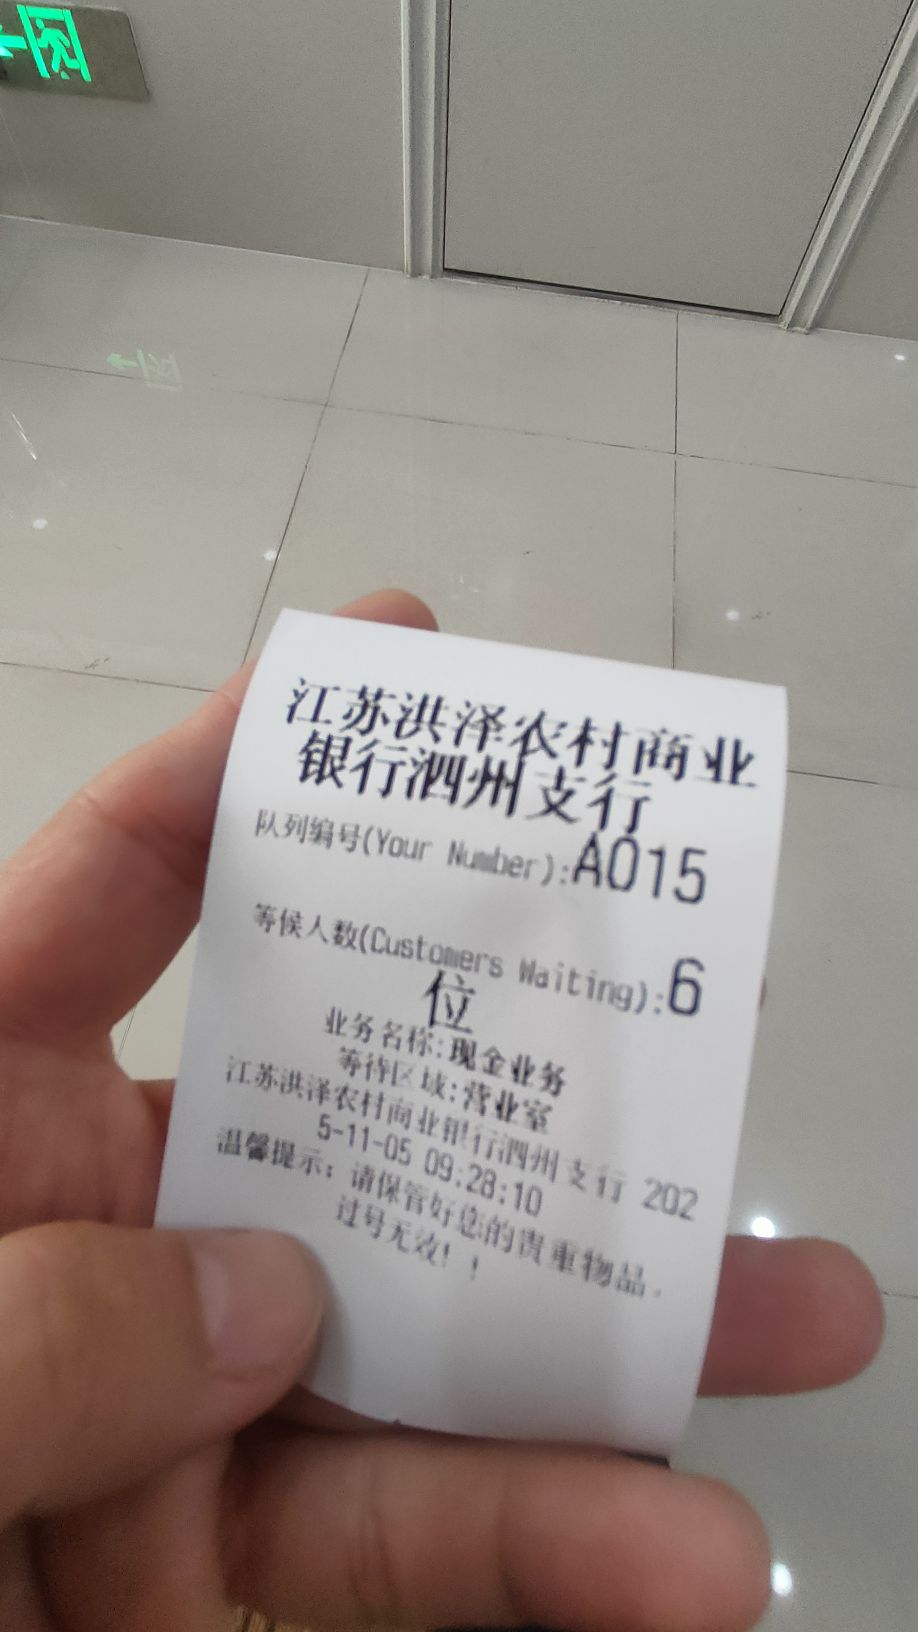 江苏洪泽农村商业
银行泗州支行
队列编号(Your Number):A015
等候人数(Customers Waiting):6
位
业务名称:现金业务
等待区域:营业室
江苏洪泽农村商业银行泗州支行 202
5-11-05 09:28:10
温馨提示：请保管好您的贵重物品，
过号无效！！